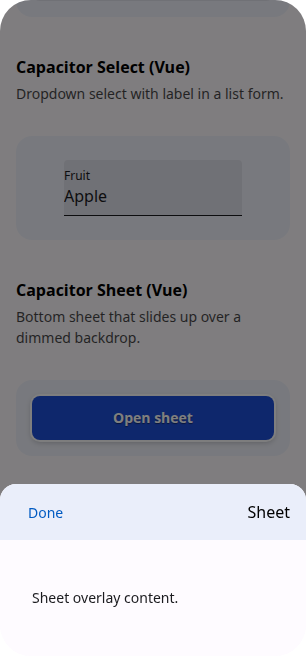 Capacitor Select (Vue)
Dropdown select with label in a list form.
Fruit
Apple
Capacitor Sheet (Vue)
Bottom sheet that slides up over a
dimmed backdrop.
Open sheet
Done
Sheet
Sheet overlay content.